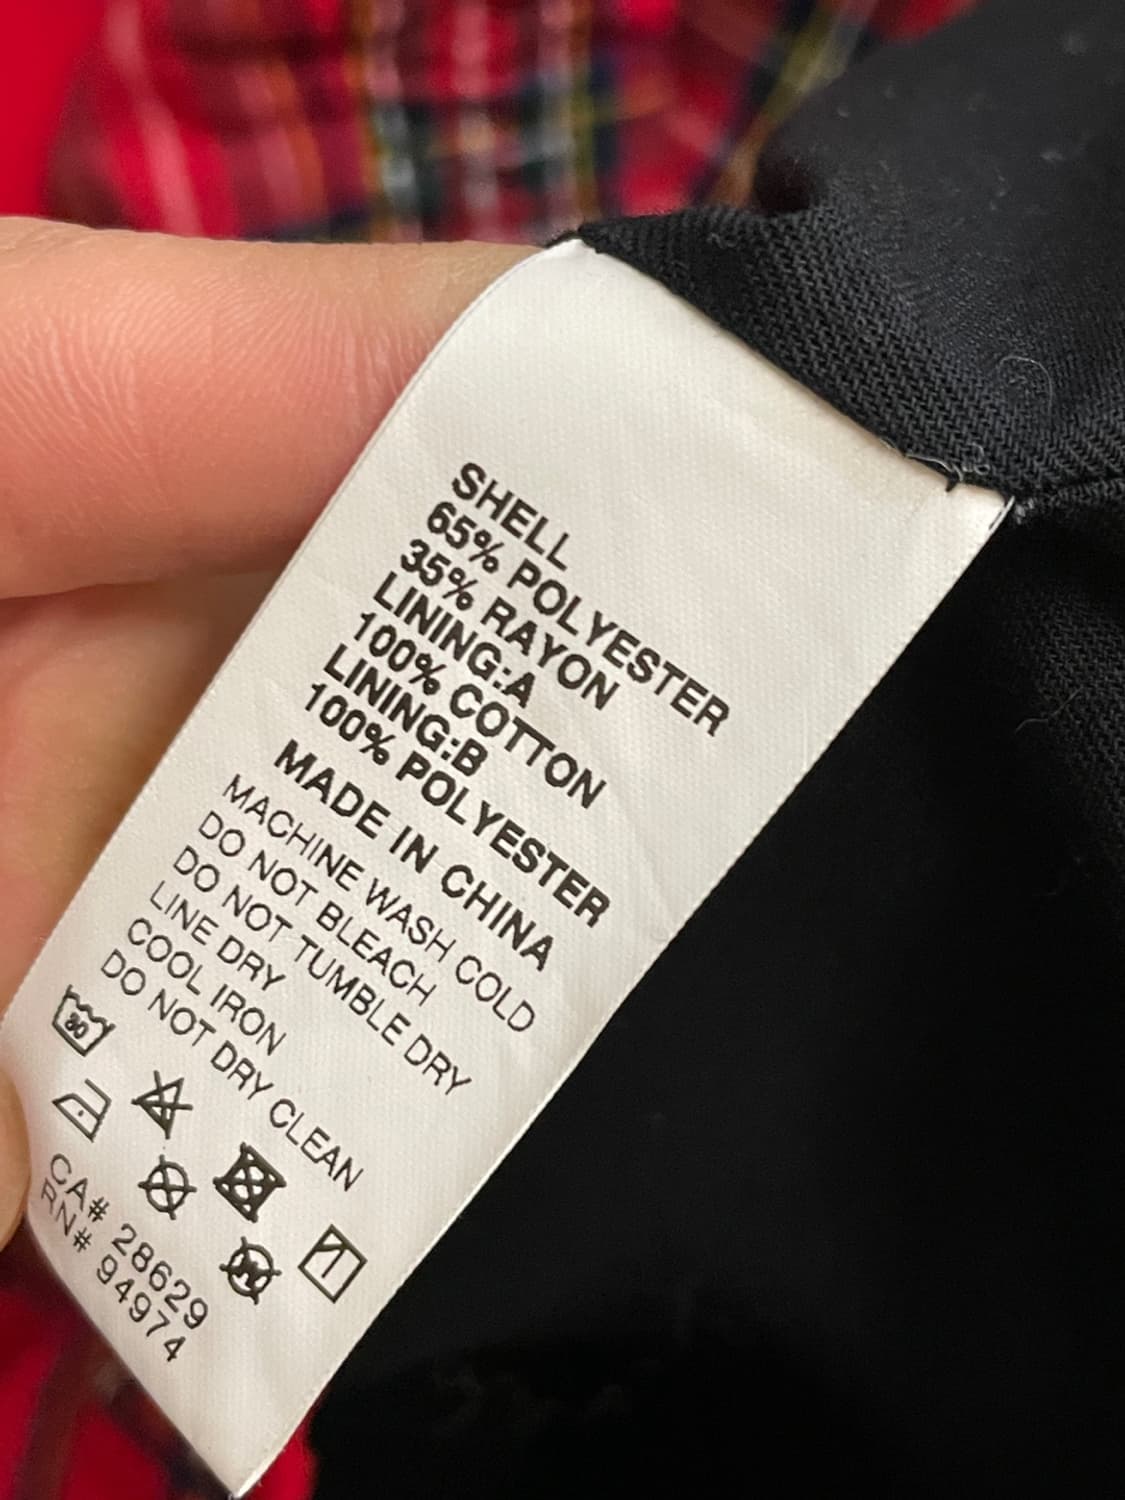 SHELL
65% POLYESTER
35% RAYON
LINING:A
100% COTTON
LINING:B
100% POLYESTER
MADE IN CHINA
MACHINE WASH COLD
DO NOT BLEACH
DO NOT TUMBLE DRY
LINE DRY
COOL IRON
DO NOT DRY CLEAN
CA# 28629
RN# 94974